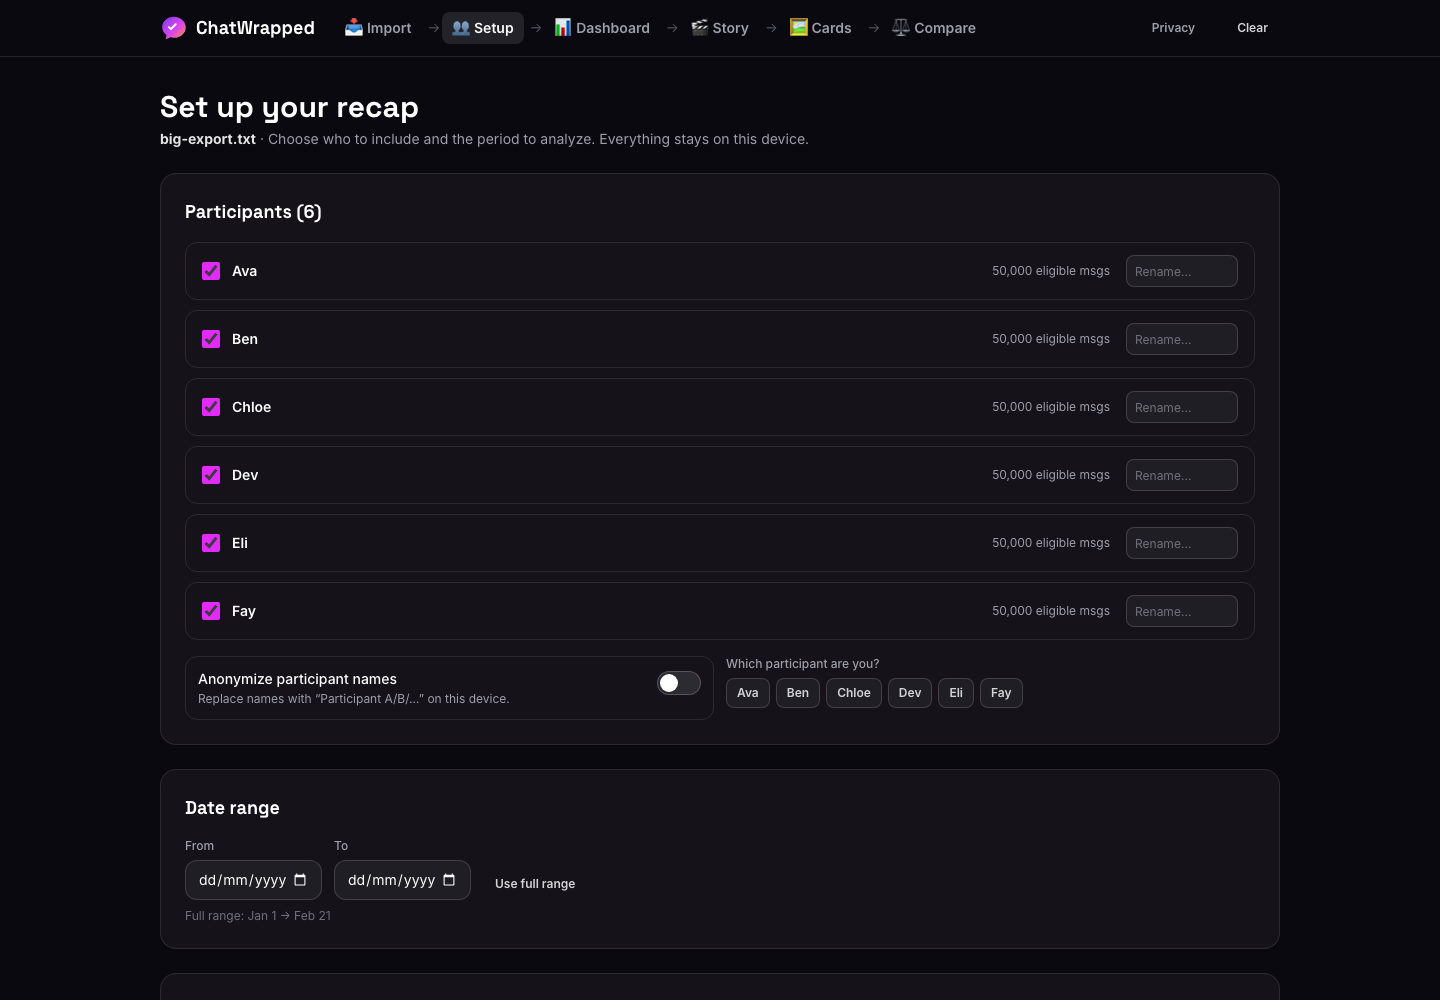 ChatWrapped
Import → Setup → Dashboard → Story → Cards → Compare
Privacy
Clear
Set up your recap
big-export.txt · Choose who to include and the period to analyze. Everything stays on this device.
Participants (6)
Ava 50,000 eligible msgs Rename...
Ben 50,000 eligible msgs Rename...
Chloe 50,000 eligible msgs Rename...
Dev 50,000 eligible msgs Rename...
Eli 50,000 eligible msgs Rename...
Fay 50,000 eligible msgs Rename...
Anonymize participant names
Replace names with “Participant A/B/...” on this device.
Which participant are you?
Ava Ben Chloe Dev Eli Fay
Date range
From To
dd/mm/yyyy dd/mm/yyyy Use full range
Full range: Jan 1 → Feb 21